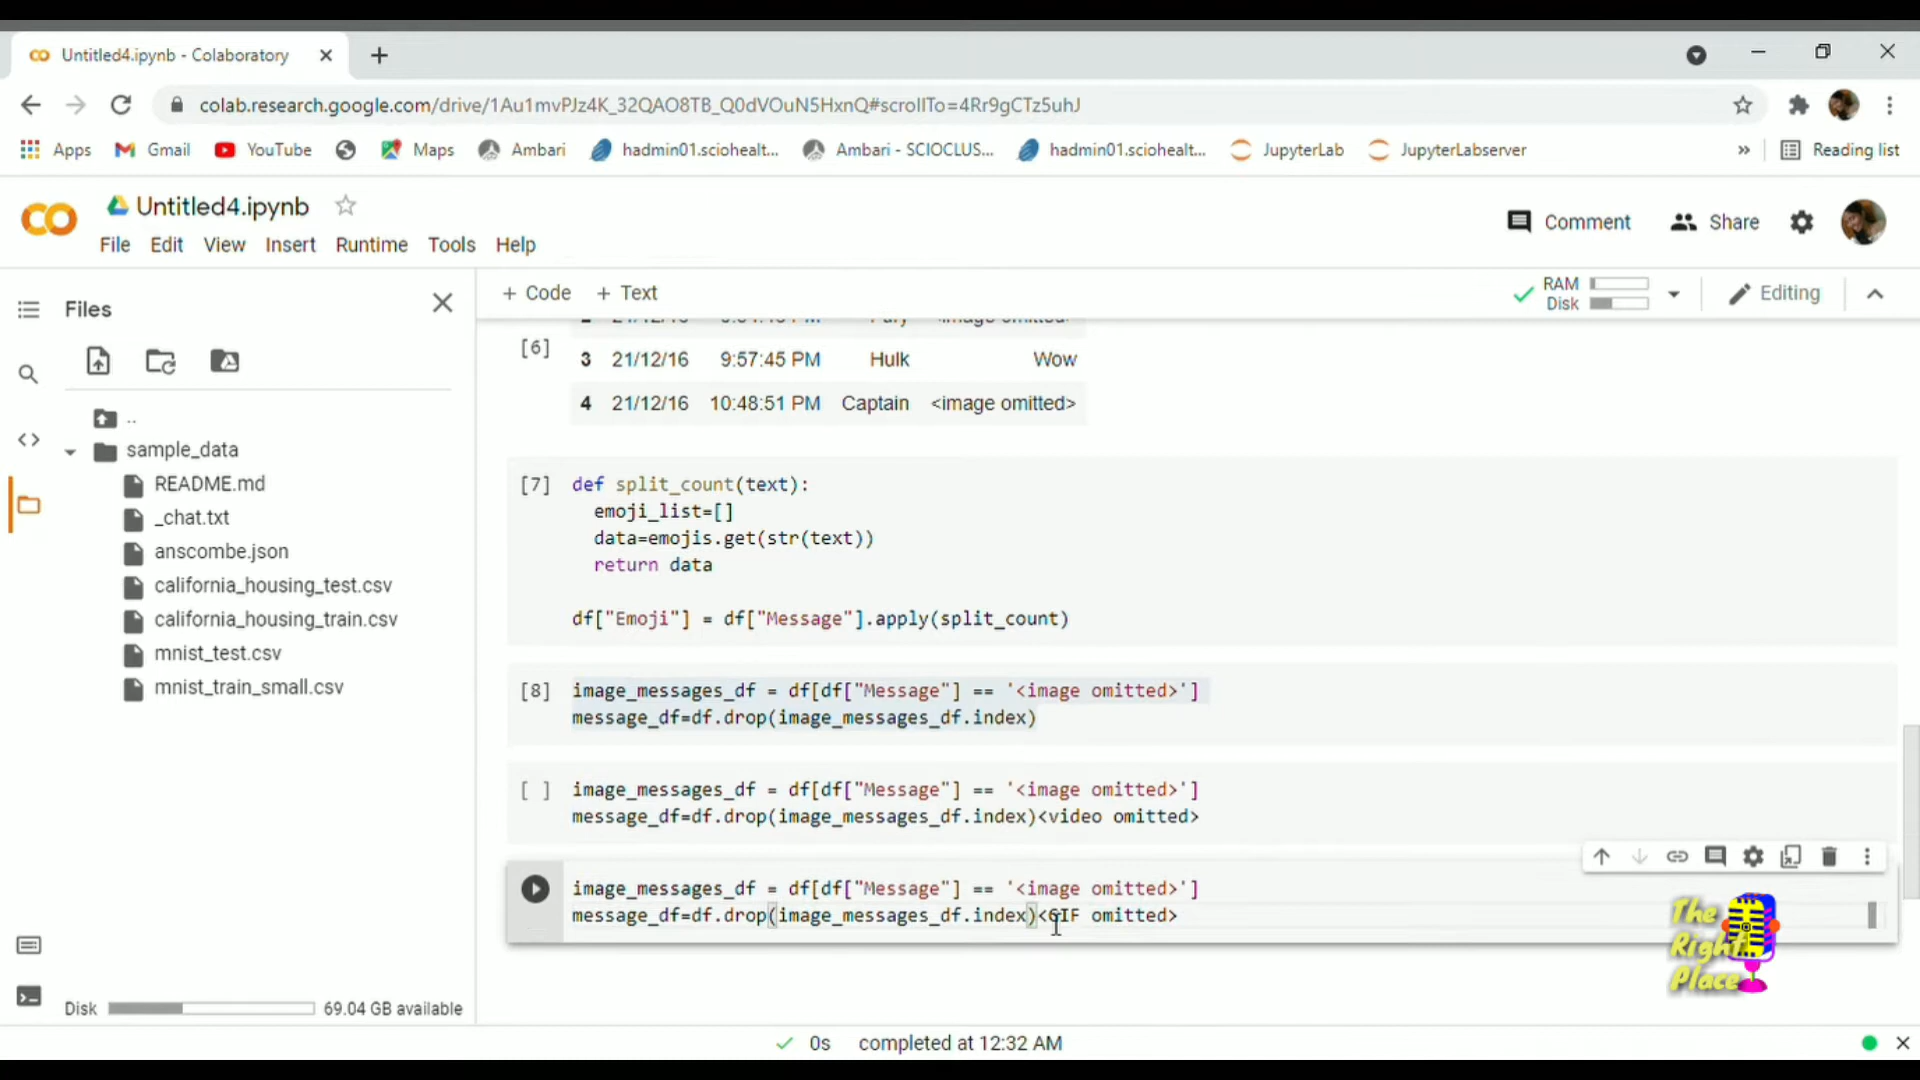 Untitled4.ipynb - Colaboratory
colab.research.google.com/drive/1Au1mvPJz4K_32QAO8TB_Q0dVOuN5HxnQ#scrollTo=4Rr9gCTz5uhJ
Apps Gmail YouTube Maps Ambari hadmin01.sciohealt... Ambari - SCIOCLUS... hadmin01.sciohealt... JupyterLab JupyterLabserver » Reading list
CO Untitled4.ipynb
Comment Share
File Edit View Insert Runtime Tools Help
Files
+ Code + Text
RAM
Disk
Editing
..
sample_data
README.md
_chat.txt
anscombe.json
california_housing_test.csv
california_housing_train.csv
mnist_test.csv
mnist_train_small.csv
Disk 69.04 GB available
[6]
3 21/12/16 9:57:45 PM Hulk Wow
4 21/12/16 10:48:51 PM Captain <image omitted>
[7] def split_count(text):
emoji_list=[]
data=emojis.get(str(text))
return data
df["Emoji"] = df["Message"].apply(split_count)
[8] image_messages_df = df[df["Message"] == '<image omitted>']
message_df=df.drop(image_messages_df.index)
[ ] image_messages_df = df[df["Message"] == '<image omitted>']
message_df=df.drop(image_messages_df.index)<video omitted>
image_messages_df = df[df["Message"] == '<image omitted>']
message_df=df.drop(image_messages_df.index)<GIF omitted>
The
Right
Place
0s completed at 12:32 AM